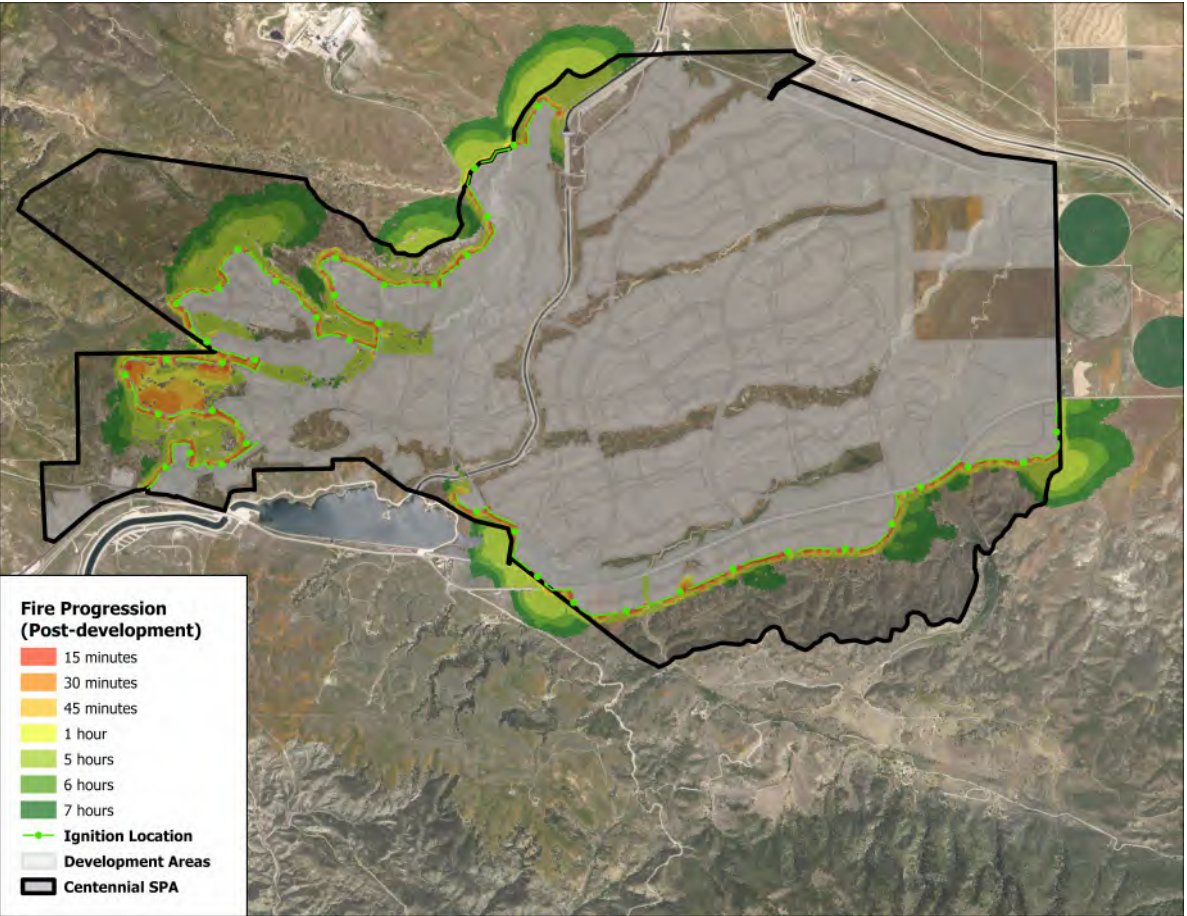 Fire Progression
(Post-development)
15 minutes
30 minutes
45 minutes
1 hour
5 hours
6 hours
7 hours
Ignition Location
Development Areas
Centennial SPA